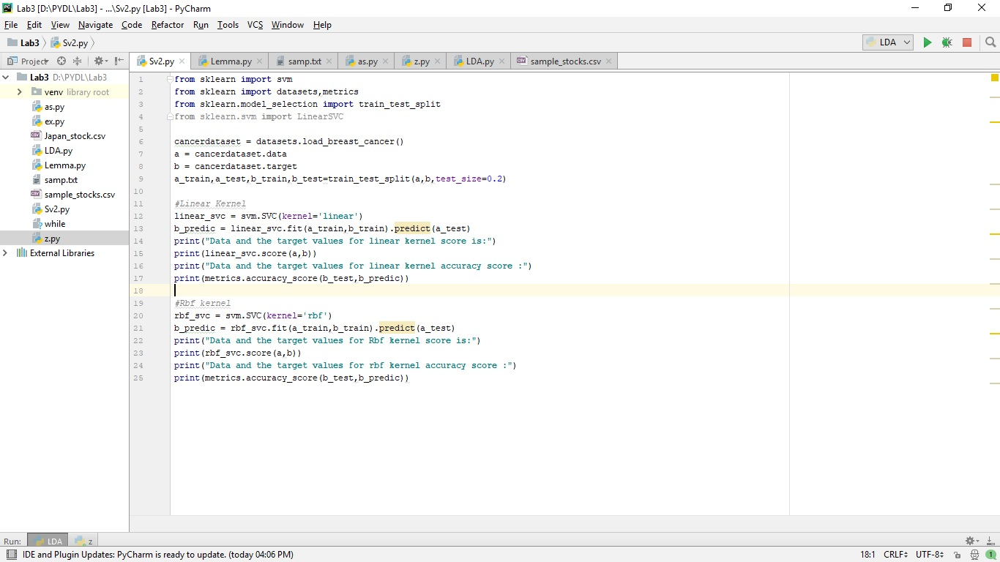 Lab3 [D:\PYDL\Lab3] - ...\Sv2.py [Lab3] - PyCharm
File Edit View Navigate Code Refactor Run Tools VCS Window Help
Lab3 Sv2.py LDA
Project Sv2.py Lemma.py samp.txt as.py z.py LDA.py sample_stocks.csv
Lab3 D:\PYDL\Lab3
venv library root
as.py
ex.py
Japan_stock.csv
LDA.py
Lemma.py
samp.txt
sample_stocks.csv
Sv2.py
while
z.py
External Libraries
1 from sklearn import svm
2 from sklearn import datasets,metrics
3 from sklearn.model_selection import train_test_split
4 from sklearn.svm import LinearSVC
5
6 cancerdataset = datasets.load_breast_cancer()
7 a = cancerdataset.data
8 b = cancerdataset.target
9 a_train,a_test,b_train,b_test=train_test_split(a,b,test_size=0.2)
10
11 #Linear Kernel
12 linear_svc = svm.SVC(kernel='linear')
13 b_predic = linear_svc.fit(a_train,b_train).predict(a_test)
14 print("Data and the target values for linear kernel score is:")
15 print(linear_svc.score(a,b))
16 print("Data and the target values for linear kernel accuracy score :")
17 print(metrics.accuracy_score(b_test,b_predic))
18
19 #Rbf kernel
20 rbf_svc = svm.SVC(kernel='rbf')
21 b_predic = rbf_svc.fit(a_train,b_train).predict(a_test)
22 print("Data and the target values for Rbf kernel score is:")
23 print(rbf_svc.score(a,b))
24 print("Data and the target values for rbf kernel accuracy score :")
25 print(metrics.accuracy_score(b_test,b_predic))
Run: LDA z
IDE and Plugin Updates: PyCharm is ready to update. (today 04:06 PM) 18:1 CRLF UTF-8 1